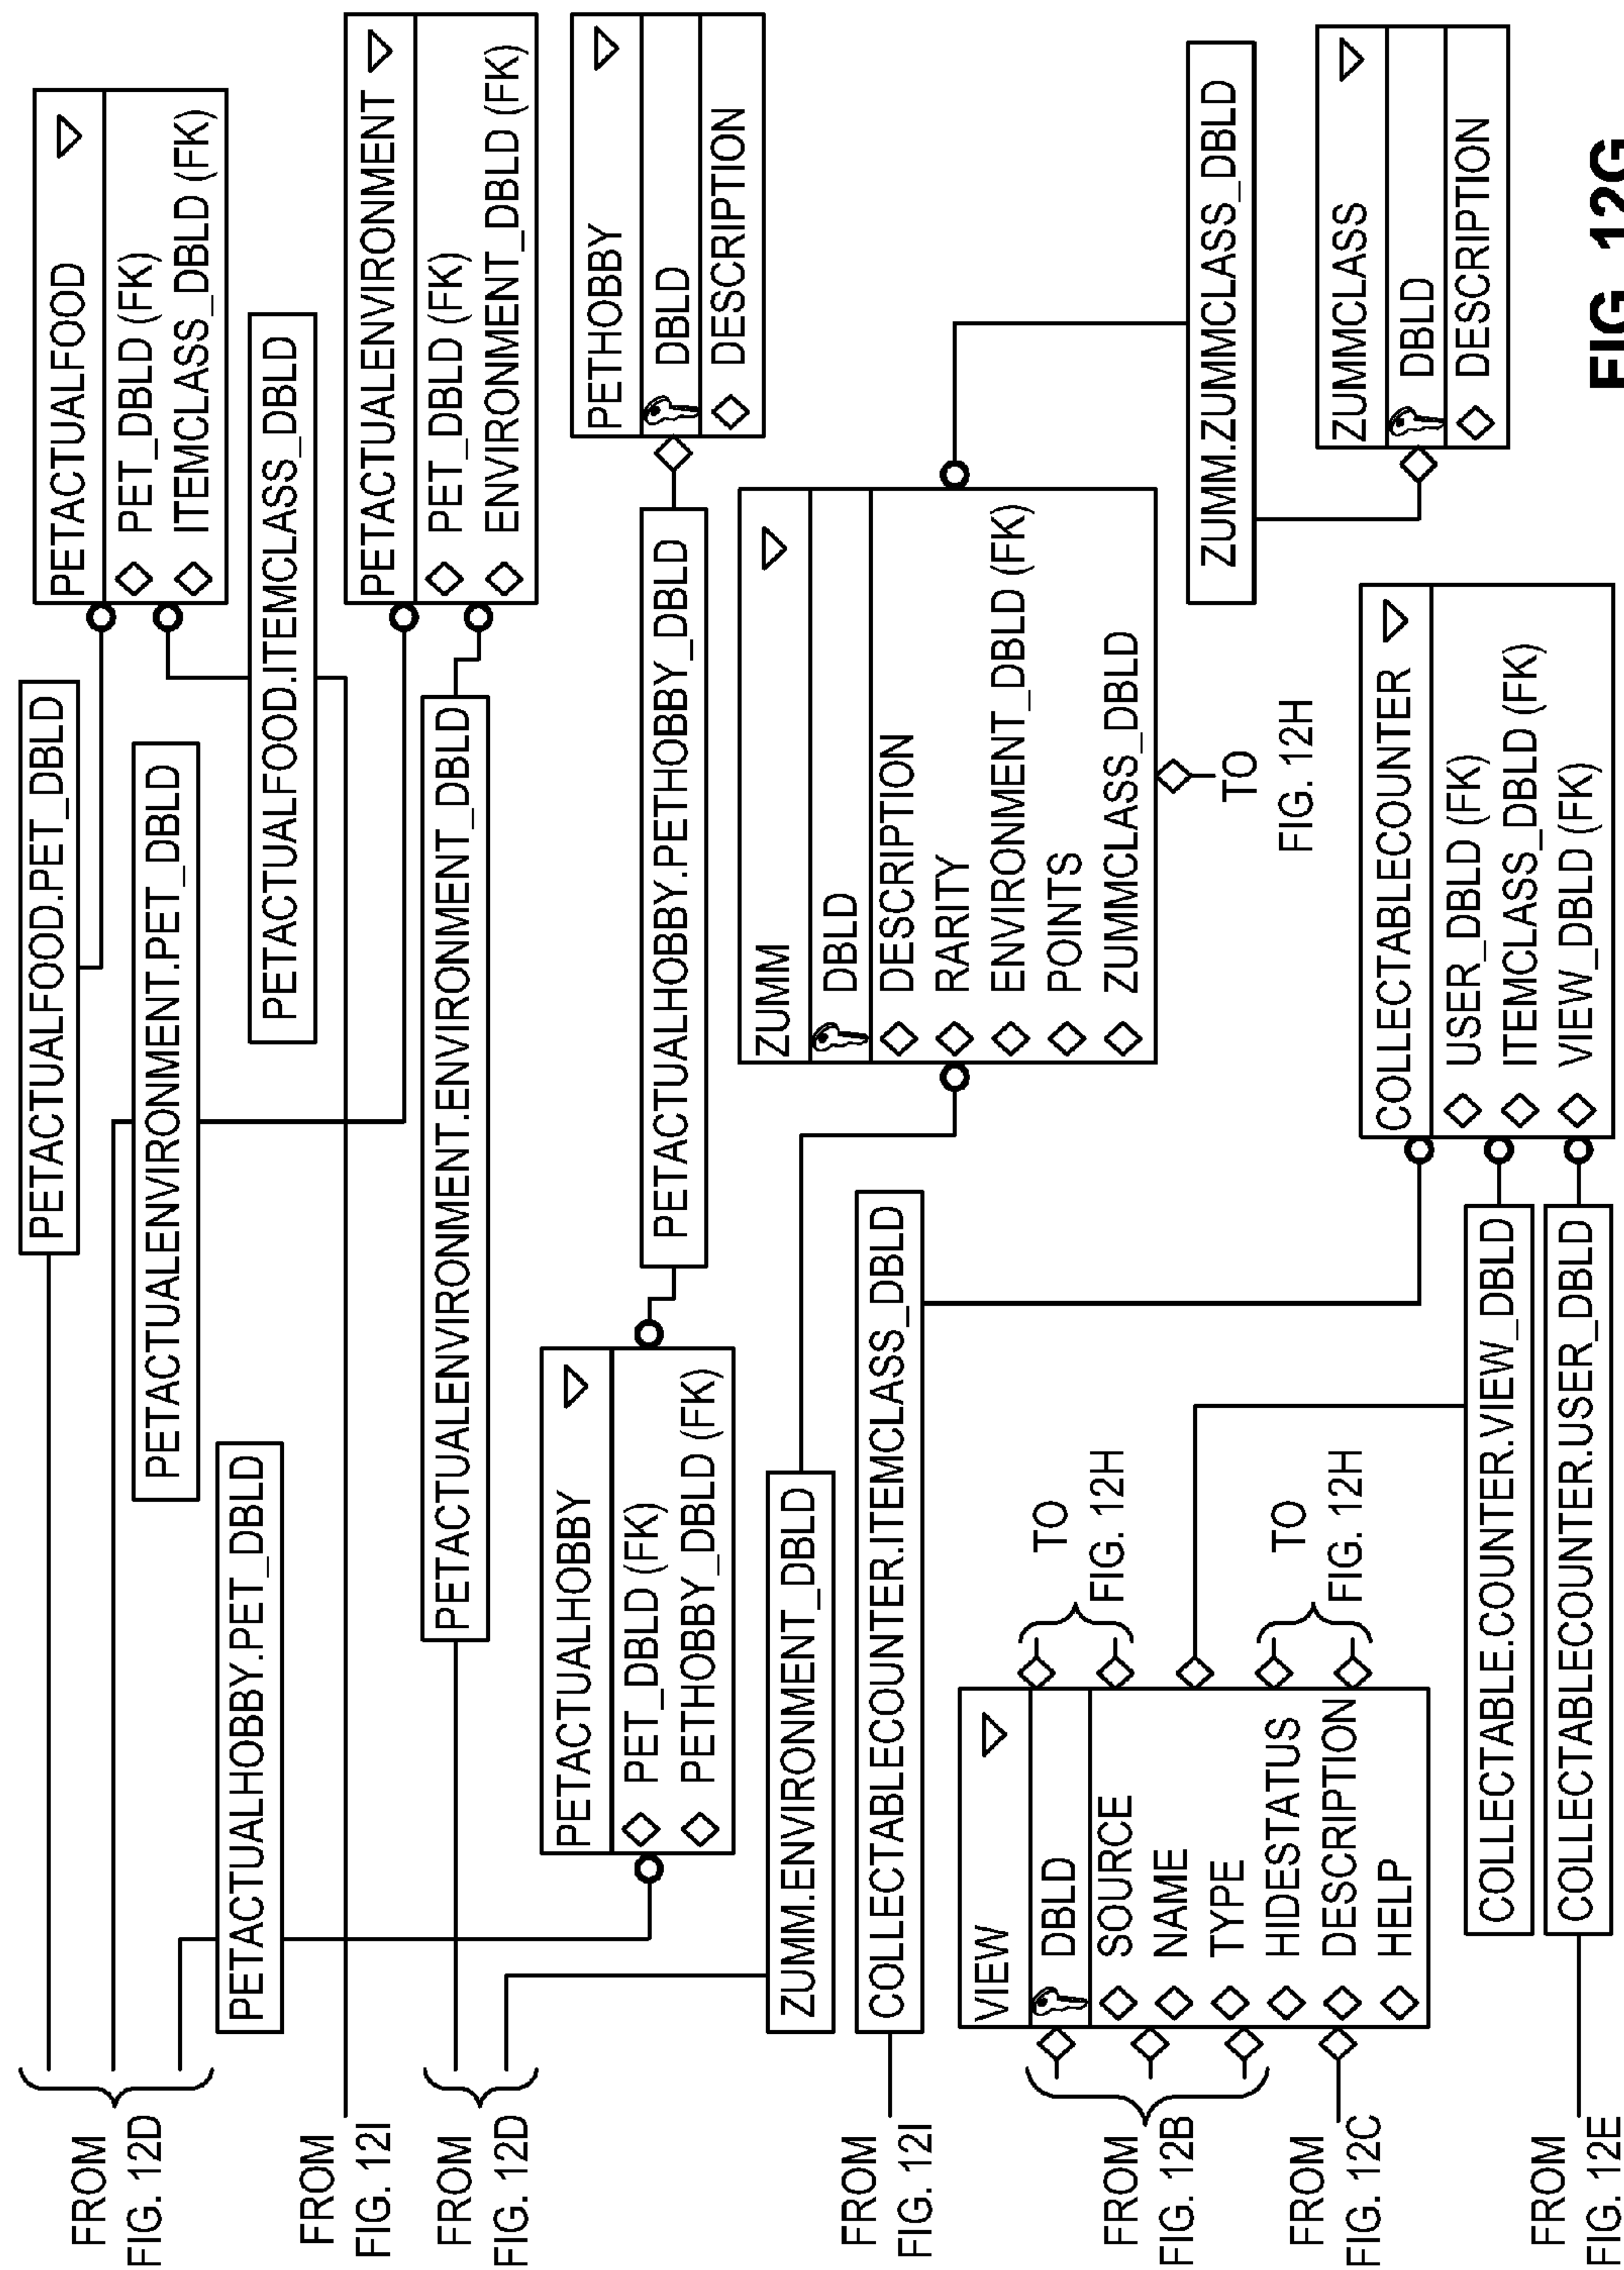 FROM
FIG. 12D
PETACTUALFOOD.PET_DBLD
PETACTUALENVIRONMENT.PET_DBLD
PETACTUALHOBBY.PET_DBLD
PETACTUALFOOD
PET_DBLD (FK)
ITEMCLASS_DBLD (FK)
FROM
FIG. 12I
PETACTUALFOOD.ITEMCLASS_DBLD
PETACTUALENVIRONMENT
PET_DBLD (FK)
ENVIRONMENT_DBLD (FK)
FROM
FIG. 12D
PETACTUALENVIRONMENT.ENVIRONMENT_DBLD
PETACTUALHOBBY
PET_DBLD (FK)
PETHOBBY_DBLD (FK)
PETACTUALHOBBY.PETHOBBY_DBLD
PETHOBBY
DBLD
DESCRIPTION
ZUMM.ENVIRONMENT_DBLD
ZUMM
DBLD
DESCRIPTION
RARITY
ENVIRONMENT_DBLD (FK)
POINTS
ZUMMCLASS_DBLD
TO
FIG. 12H
FROM
FIG. 12I
COLLECTABLECOUNTER.ITEMCLASS_DBLD
ZUMM.ZUMMCLASS_DBLD
ZUMMCLASS
DBLD
DESCRIPTION
FROM
FIG. 12B
FROM
FIG. 12C
VIEW
DBLD
SOURCE
NAME
TYPE
HIDESTATUS
DESCRIPTION
HELP
TO
FIG. 12H
TO
FIG. 12H
COLLECTABLECOUNTER
USER_DBLD (FK)
ITEMCLASS_DBLD (FK)
VIEW_DBLD (FK)
COLLECTABLE.COUNTER.VIEW_DBLD
FROM
FIG. 12E
COLLECTABLECOUNTER.USER_DBLD
FIG. 12G